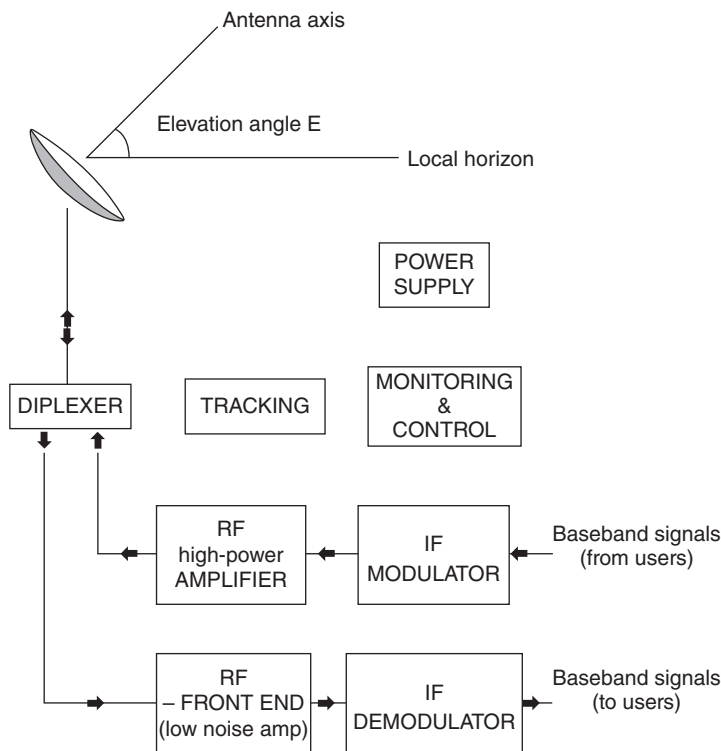 Antenna axis
Elevation angle E
Local horizon
POWER
SUPPLY
DIPLEXER
TRACKING
MONITORING
&
CONTROL
RF
high-power
AMPLIFIER
IF
MODULATOR
Baseband signals
(from users)
RF
– FRONT END
(low noise amp)
IF
DEMODULATOR
Baseband signals
(to users)